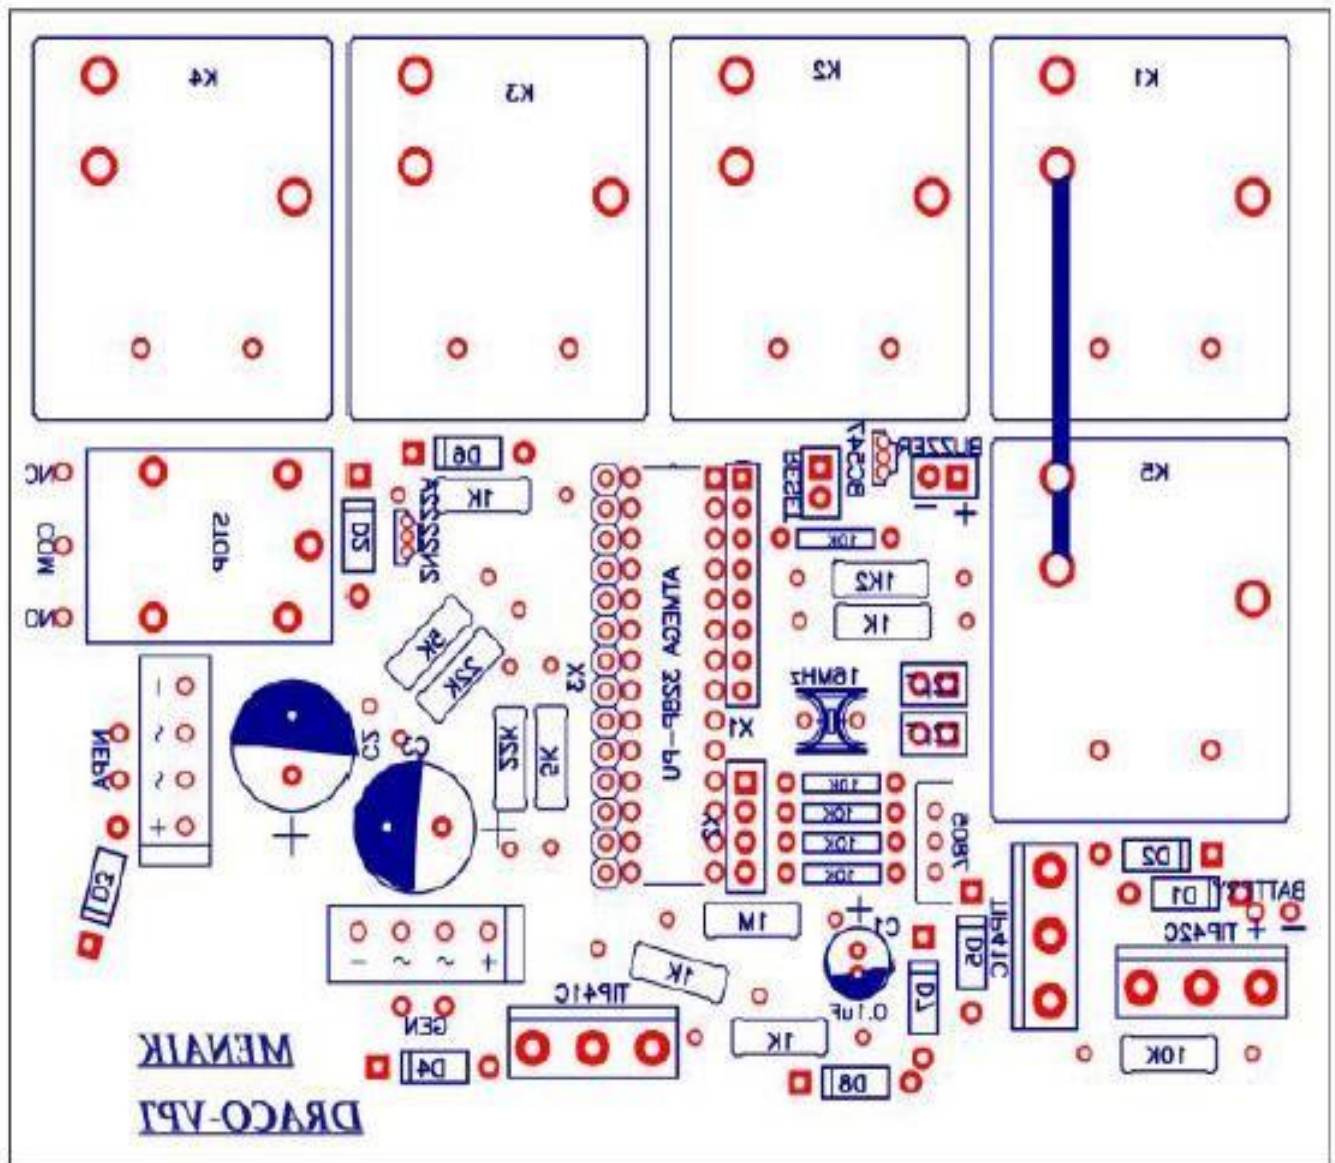 K4
K3
K2
K1
NC
COM
NO
STOP
D6
1K
D2
2N2222A
RESET
BC547
BUZZER
-
+
K5
10K
1K2
1K
5K
22K
X3
ATMEGA 328P-PU
16MHz
X1
NEPA
-
~
~
+
C2
C3
22K
5K
X2
10K
10K
10K
10K
7805
+
+
D3
1M
+
C1
0.1uF
D5
TIP41C
D2
D1
BATTERY
+
-
TIP42C
-
~
~
+
GEN
TIP41C
1K
1K
D7
10K
D4
D8
MENAIK
DRACO-VP7